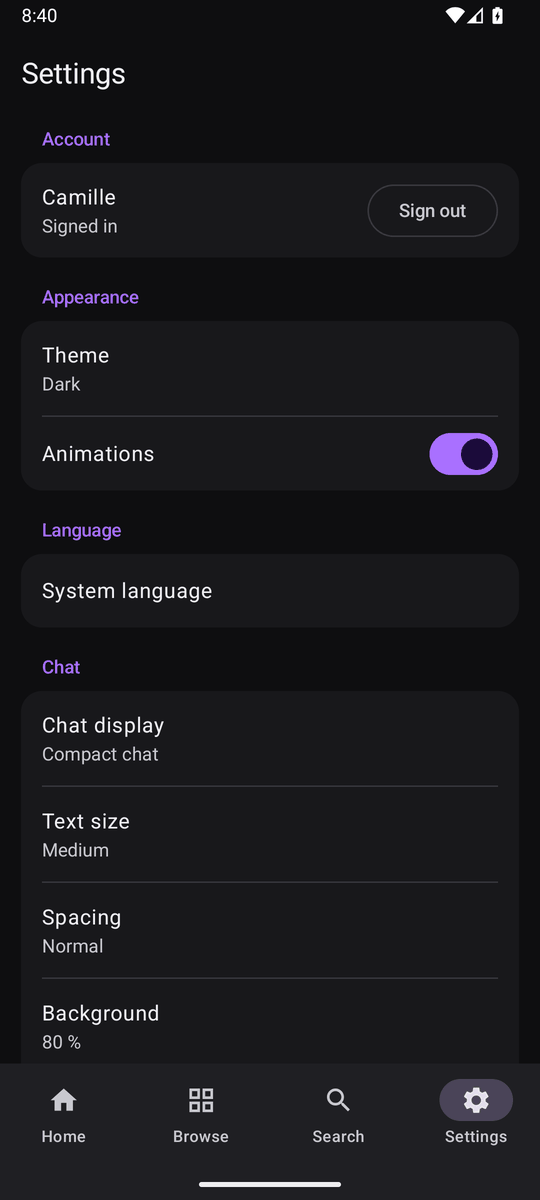 8:40
Settings
Account
Camille
Signed in
Sign out
Appearance
Theme
Dark
Animations
Language
System language
Chat
Chat display
Compact chat
Text size
Medium
Spacing
Normal
Background
80 %
Home
Browse
Search
Settings